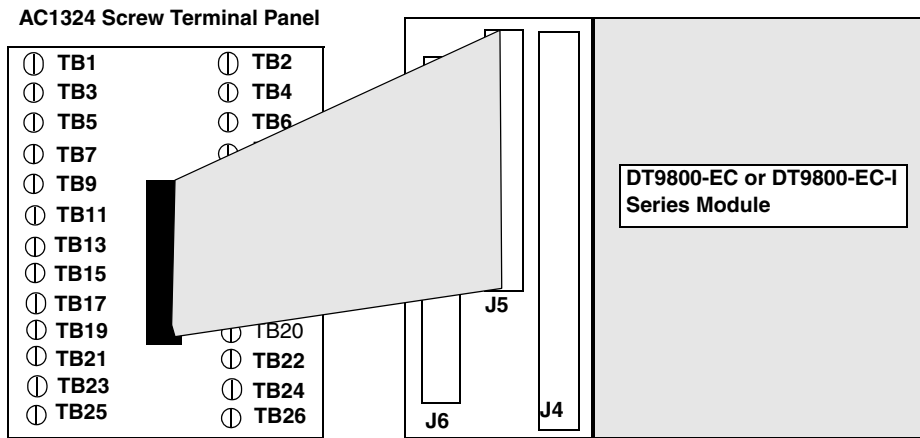 AC1324 Screw Terminal Panel
TB1 TB2
TB3 TB4
TB5 TB6
TB7
TB9
TB11
TB13
TB15
TB17
TB19 TB20
TB21 TB22
TB23 TB24
TB25 TB26
J5
J6
J4
DT9800-EC or DT9800-EC-I
Series Module